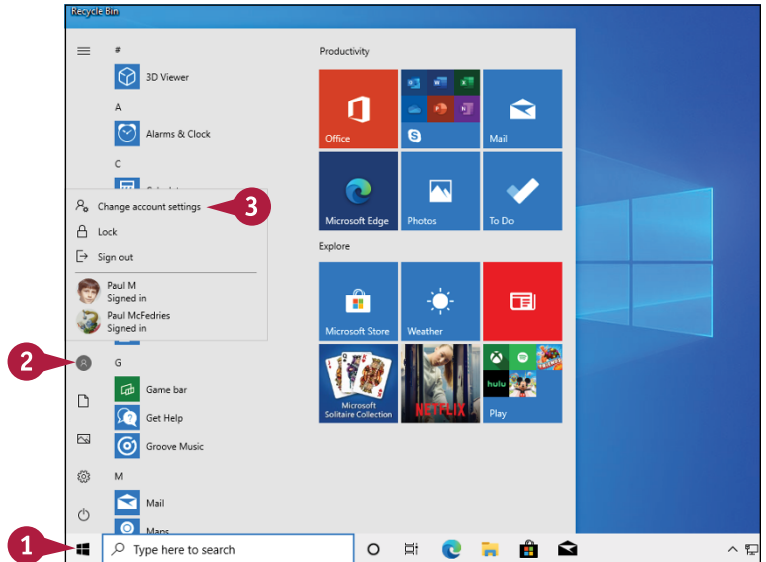 Recycle Bin
#
3D Viewer
A
Alarms & Clock
C
Change account settings
3
Lock
Sign out
Paul M
Signed in
Paul McFedries
Signed in
2
G
Game bar
Get Help
Groove Music
M
Mail
Maps
Productivity
Office
Mail
Microsoft Edge
Photos
To Do
Explore
Microsoft Store
Weather
Microsoft
Solitaire Collection
NETFLIX
hulu
Play
1
Type here to search